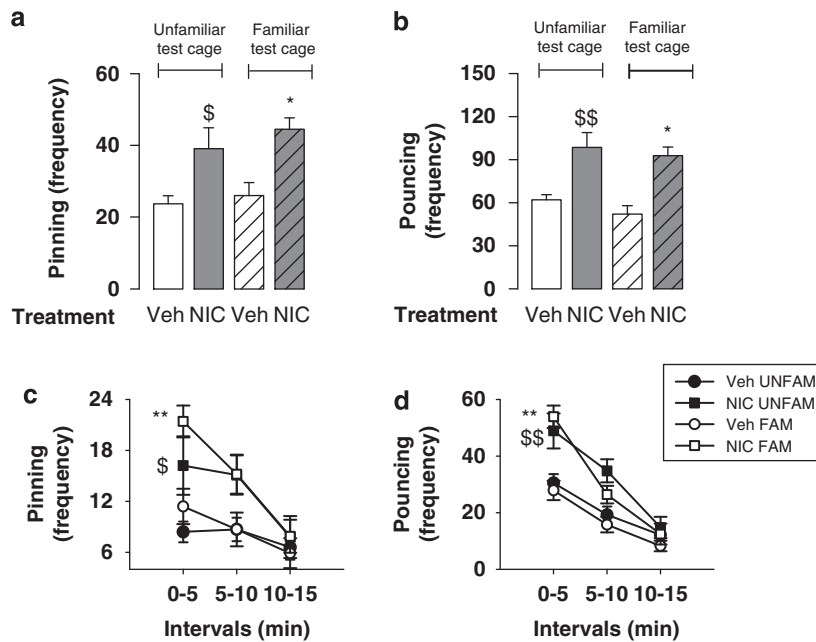 a
Unfamiliar
test cage
Familiar
test cage
Pinning (frequency)
60
40
20
0
$
*
Treatment
Veh NIC Veh NIC
b
Unfamiliar
test cage
Familiar
test cage
Pouncing
(frequency)
150
120
90
60
30
0
$$
*
Treatment
Veh NIC Veh NIC
c
Pinning
(frequency)
24
18
12
6
**
$
0-5 5-10 10-15
Intervals (min)
d
Pouncing
(frequency)
60
40
20
0
**
$$
0-5 5-10 10-15
Intervals (min)
Veh UNFAM
NIC UNFAM
Veh FAM
NIC FAM